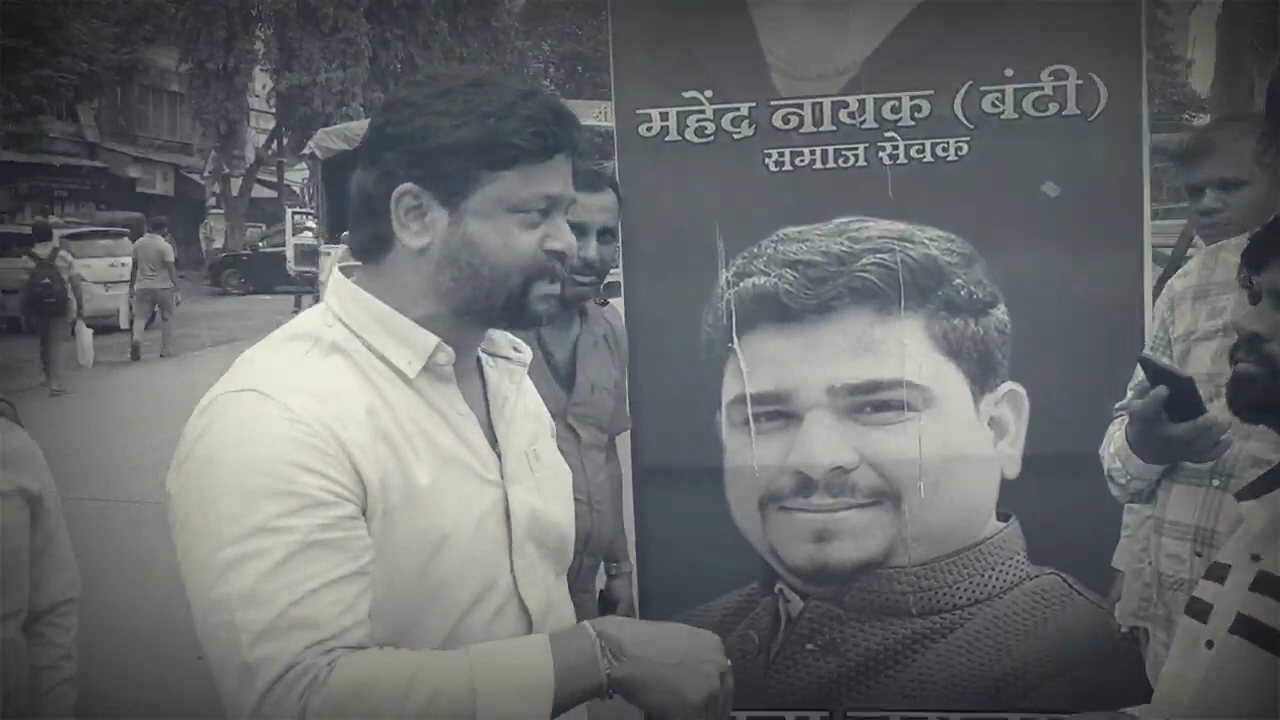 महेंद्र नायक (बंटी)
समाज सेवक
श्री